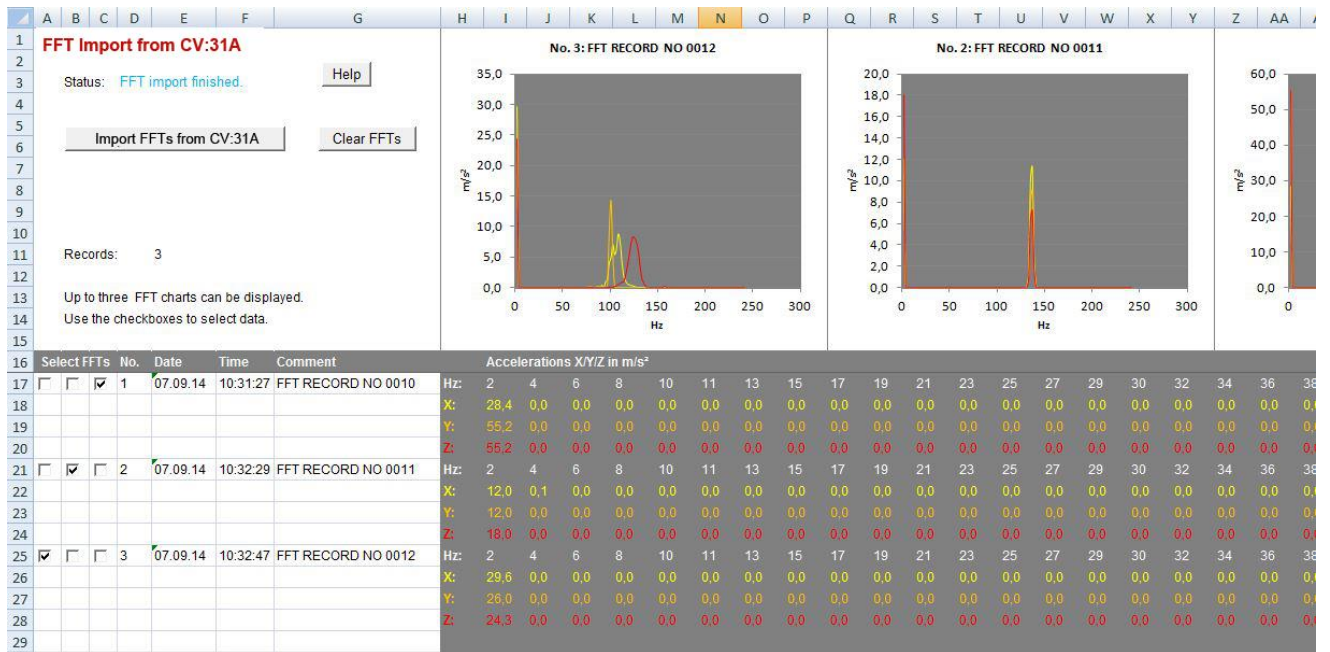 A B C D E F G H I J K L M N O P Q R S T U V W X Y Z AA
1 FFT Import from CV:31A
2
3 Status: FFT import finished. Help
4
5
6 Import FFTs from CV:31A Clear FFTs
7
8
9
10
11 Records: 3
12
13 Up to three FFT charts can be displayed.
14 Use the checkboxes to select data.
15
No. 3: FFT RECORD NO 0012
35,0
30,0
25,0
20,0
15,0
10,0
5,0
0,0
m/s²
0 50 100 150 200 250 300
Hz
No. 2: FFT RECORD NO 0011
20,0
18,0
16,0
14,0
12,0
10,0
8,0
6,0
4,0
2,0
0,0
m/s²
0 50 100 150 200 250 300
Hz
60,0
50,0
40,0
30,0
20,0
10,0
0,0
m/s²
0
16 Select FFTs No. Date Time Comment Accelerations X/Y/Z in m/s²
17 1 07.09.14 10:31:27 FFT RECORD NO 0010 Hz: 2 4 6 8 10 11 13 15 17 19 21 23 25 27 29 30 32 34 36 38
18 X: 28,4 0,0 0,0 0,0 0,0 0,0 0,0 0,0 0,0 0,0 0,0 0,0 0,0 0,0 0,0 0,0 0,0 0,0 0,0
19 Y: 55,2 0,0 0,0 0,0 0,0 0,0 0,0 0,0 0,0 0,0 0,0 0,0 0,0 0,0 0,0 0,0 0,0 0,0 0,0
20 Z: 55,2 0,0 0,0 0,0 0,0 0,0 0,0 0,0 0,0 0,0 0,0 0,0 0,0 0,0 0,0 0,0 0,0 0,0 0,0
21 2 07.09.14 10:32:29 FFT RECORD NO 0011 Hz: 2 4 6 8 10 11 13 15 17 19 21 23 25 27 29 30 32 34 36 38
22 X: 12,0 0,1 0,0 0,0 0,0 0,0 0,0 0,0 0,0 0,0 0,0 0,0 0,0 0,0 0,0 0,0 0,0 0,0 0,0
23 Y: 12,0 0,0 0,0 0,0 0,0 0,0 0,0 0,0 0,0 0,0 0,0 0,0 0,0 0,0 0,0 0,0 0,0 0,0 0,0
24 Z: 18,0 0,0 0,0 0,0 0,0 0,0 0,0 0,0 0,0 0,0 0,0 0,0 0,0 0,0 0,0 0,0 0,0 0,0 0,0
25 3 07.09.14 10:32:47 FFT RECORD NO 0012 Hz: 2 4 6 8 10 11 13 15 17 19 21 23 25 27 29 30 32 34 36 38
26 X: 29,6 0,0 0,0 0,0 0,0 0,0 0,0 0,0 0,0 0,0 0,0 0,0 0,0 0,0 0,0 0,0 0,0 0,0 0,0
27 Y: 26,0 0,0 0,0 0,0 0,0 0,0 0,0 0,0 0,0 0,0 0,0 0,0 0,0 0,0 0,0 0,0 0,0 0,0 0,0
28 Z: 24,3 0,0 0,0 0,0 0,0 0,0 0,0 0,0 0,0 0,0 0,0 0,0 0,0 0,0 0,0 0,0 0,0 0,0 0,0
29